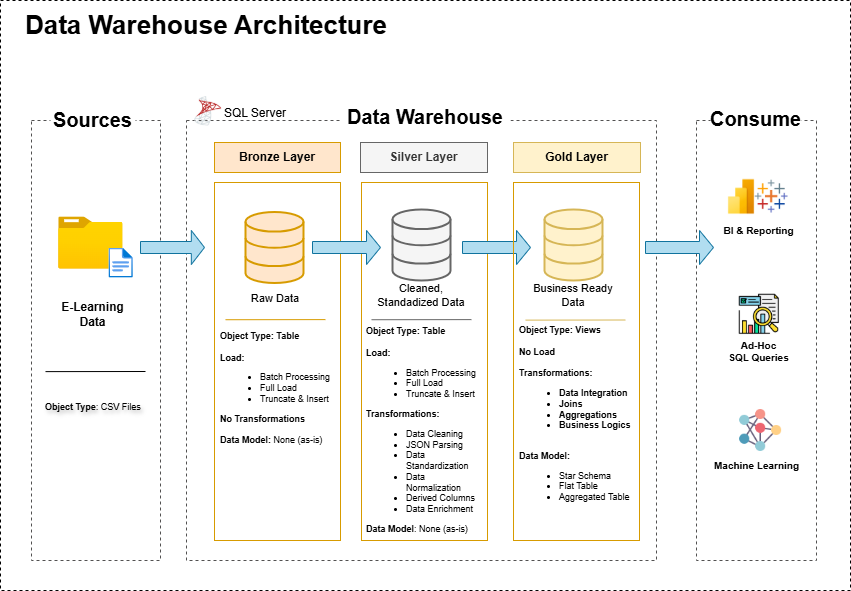 Data Warehouse Architecture
Sources
E-Learning
Data
Object Type: CSV Files
SQL Server
Data Warehouse
Bronze Layer
Raw Data
Object Type: Table
Load:
• Batch Processing
• Full Load
• Truncate & Insert
No Transformations
Data Model: None (as-is)
Silver Layer
Cleaned,
Standadized Data
Object Type: Table
Load:
• Batch Processing
• Full Load
• Truncate & Insert
Transformations:
• Data Cleaning
• JSON Parsing
• Data
Standardization
• Data
Normalization
• Derived Columns
• Data Enrichment
Data Model: None (as-is)
Gold Layer
Business Ready
Data
Object Type: Views
No Load
Transformations:
• Data Integration
• Joins
• Aggregations
• Business Logics
Data Model:
• Star Schema
• Flat Table
• Aggregated Table
Consume
BI & Reporting
Ad-Hoc
SQL Queries
Machine Learning